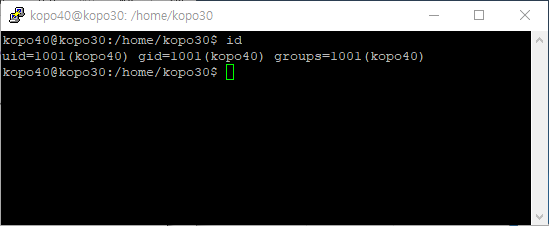 kopo40@kopo30: /home/kopo30
kopo40@kopo30:/home/kopo30$ id
uid=1001(kopo40) gid=1001(kopo40) groups=1001(kopo40)
kopo40@kopo30:/home/kopo30$